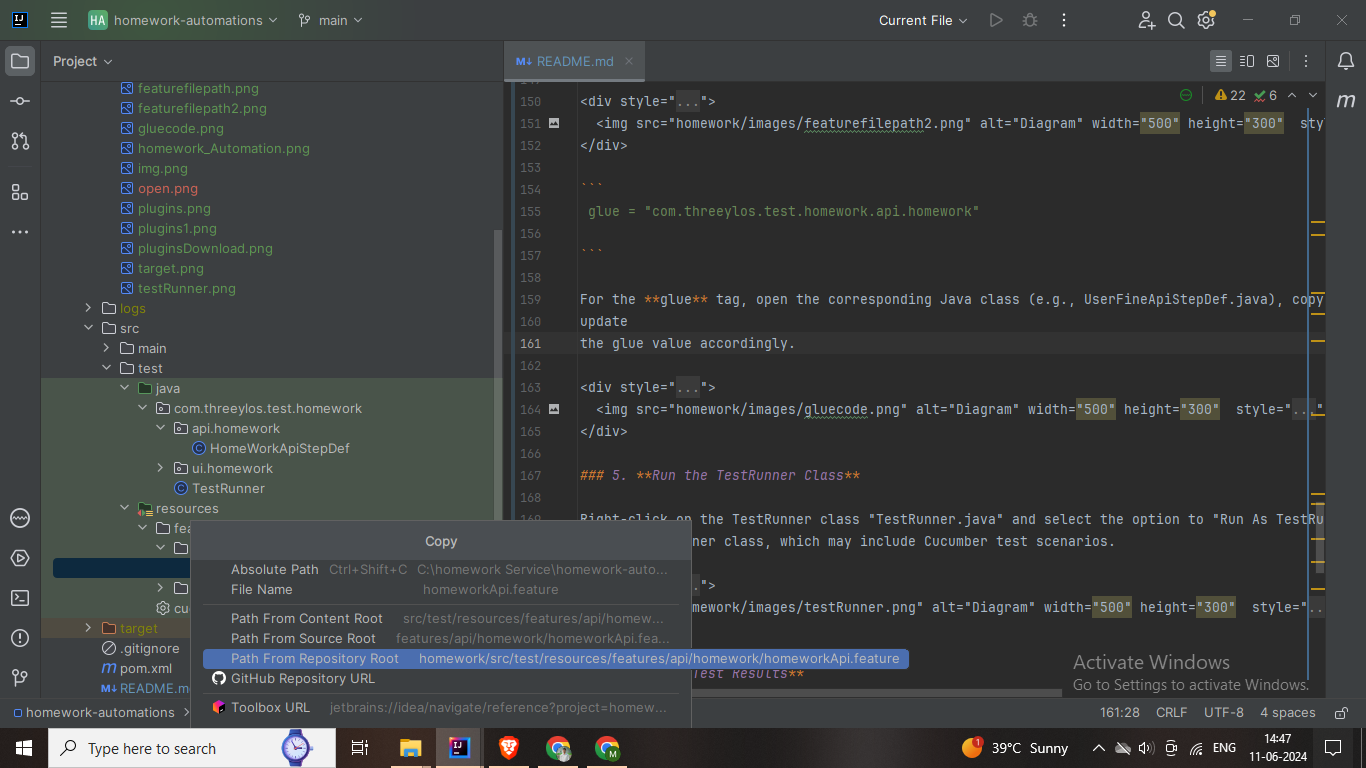 HA homework-automations main Current File
Project
README.md
featurefilepath.png
featurefilepath2.png
gluecode.png
homework_Automation.png
img.png
open.png
plugins.png
plugins1.png
pluginsDownload.png
target.png
testRunner.png
logs
src
main
test
java
com.threeylos.test.homework
api.homework
HomeWorkApiStepDef
ui.homework
TestRunner
resources
fea
cu
target
.gitignore
pom.xml
README.m
22 6
150 <div style="...">
151 <img src="homework/images/featurefilepath2.png" alt="Diagram" width="500" height="300" sty
152 </div>
153
154 ```
155 glue = "com.threeylos.test.homework.api.homework"
156
157 ```
158
159 For the **glue** tag, open the corresponding Java class (e.g., UserFineApiStepDef.java), copy
160 update
161 the glue value accordingly.
162
163 <div style="...">
164 <img src="homework/images/gluecode.png" alt="Diagram" width="500" height="300" style="..."
165 </div>
166
167 ### 5. **Run the TestRunner Class**
168
169 Right-click on the TestRunner class "TestRunner.java" and select the option to "Run As TestRu
ner class, which may include Cucumber test scenarios.
.">
mework/images/testRunner.png" alt="Diagram" width="500" height="300" style="..
Test Results**
Copy
Absolute Path Ctrl+Shift+C C:\homework Service\homework-auto...
File Name homeworkApi.feature
Path From Content Root src/test/resources/features/api/homew...
Path From Source Root features/api/homework/homeworkApi.fea...
Path From Repository Root homework/src/test/resources/features/api/homework/homeworkApi.feature
GitHub Repository URL
Toolbox URL jetbrains://idea/navigate/reference?project=homew...
Activate Windows
Go to Settings to activate Windows.
homework-automations 161:28 CRLF UTF-8 4 spaces
Type here to search 1 39°C Sunny ENG 14:47
11-06-2024